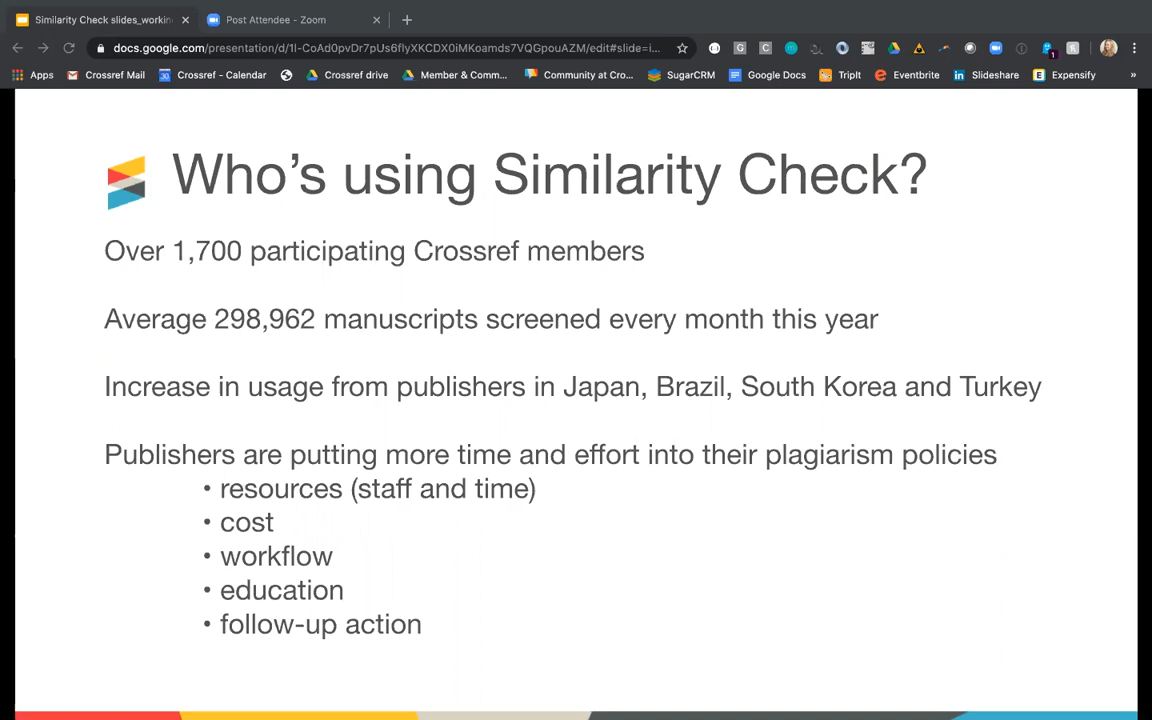 Similarity Check slides_workin
Post Attendee - Zoom
docs.google.com/presentation/d/1I-CoAd0pvDr7pUs6flyXKCDX0iMKoamds7VQGpouAZM/edit#slide=i...
Apps
Crossref Mail
Crossref - Calendar
Crossref drive
Member & Comm...
Community at Cro...
SugarCRM
Google Docs
TripIt
Eventbrite
Slideshare
Expensify
»
Who's using Similarity Check?
Over 1,700 participating Crossref members
Average 298,962 manuscripts screened every month this year
Increase in usage from publishers in Japan, Brazil, South Korea and Turkey
Publishers are putting more time and effort into their plagiarism policies
• resources (staff and time)
• cost
• workflow
• education
• follow-up action